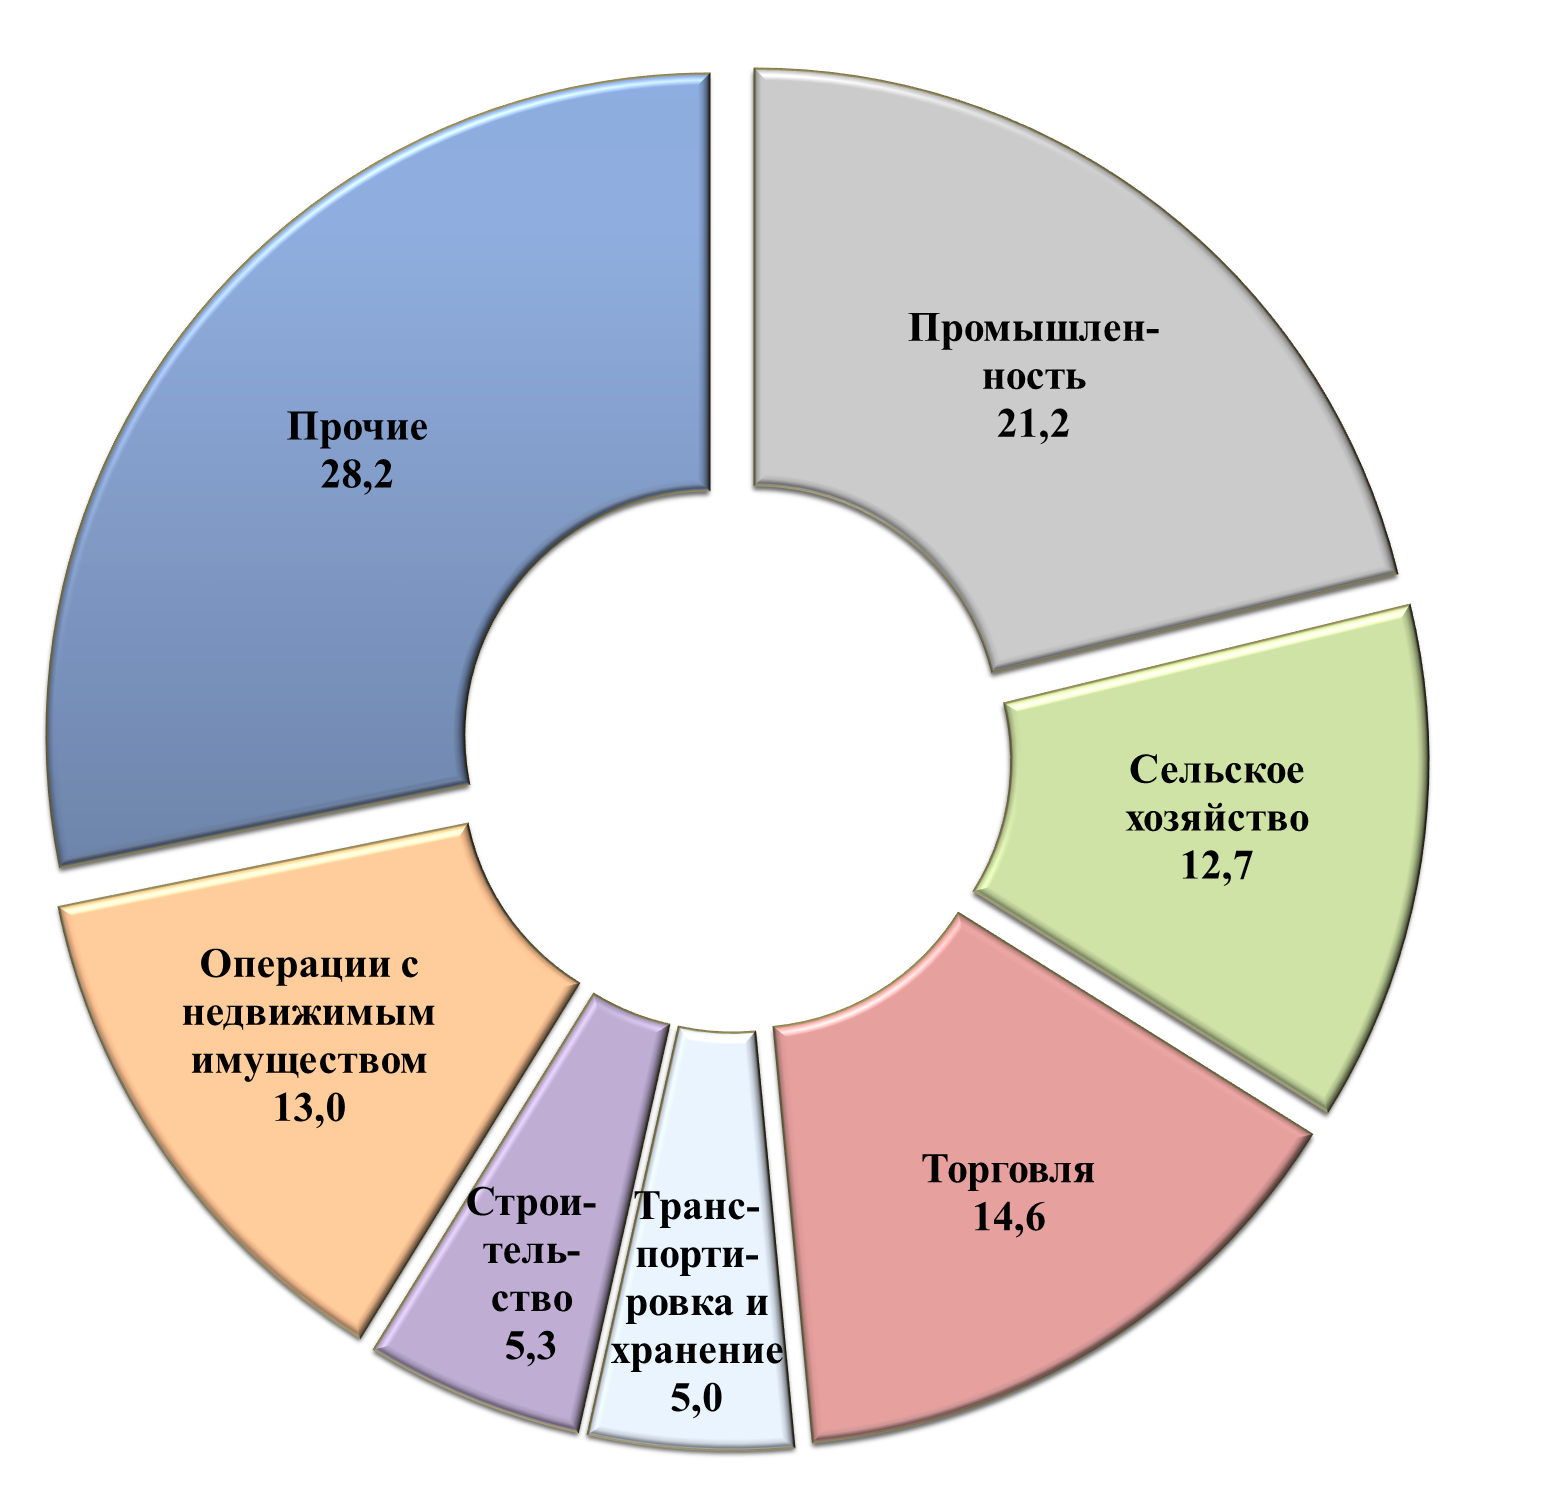 Промышлен-
ность
21,2
Сельское
хозяйство
12,7
Торговля
14,6
Транс-
порти-
ровка и
хранение
5,0
Строи-
тель-
ство
5,3
Операции с
недвижимым
имуществом
13,0
Прочие
28,2